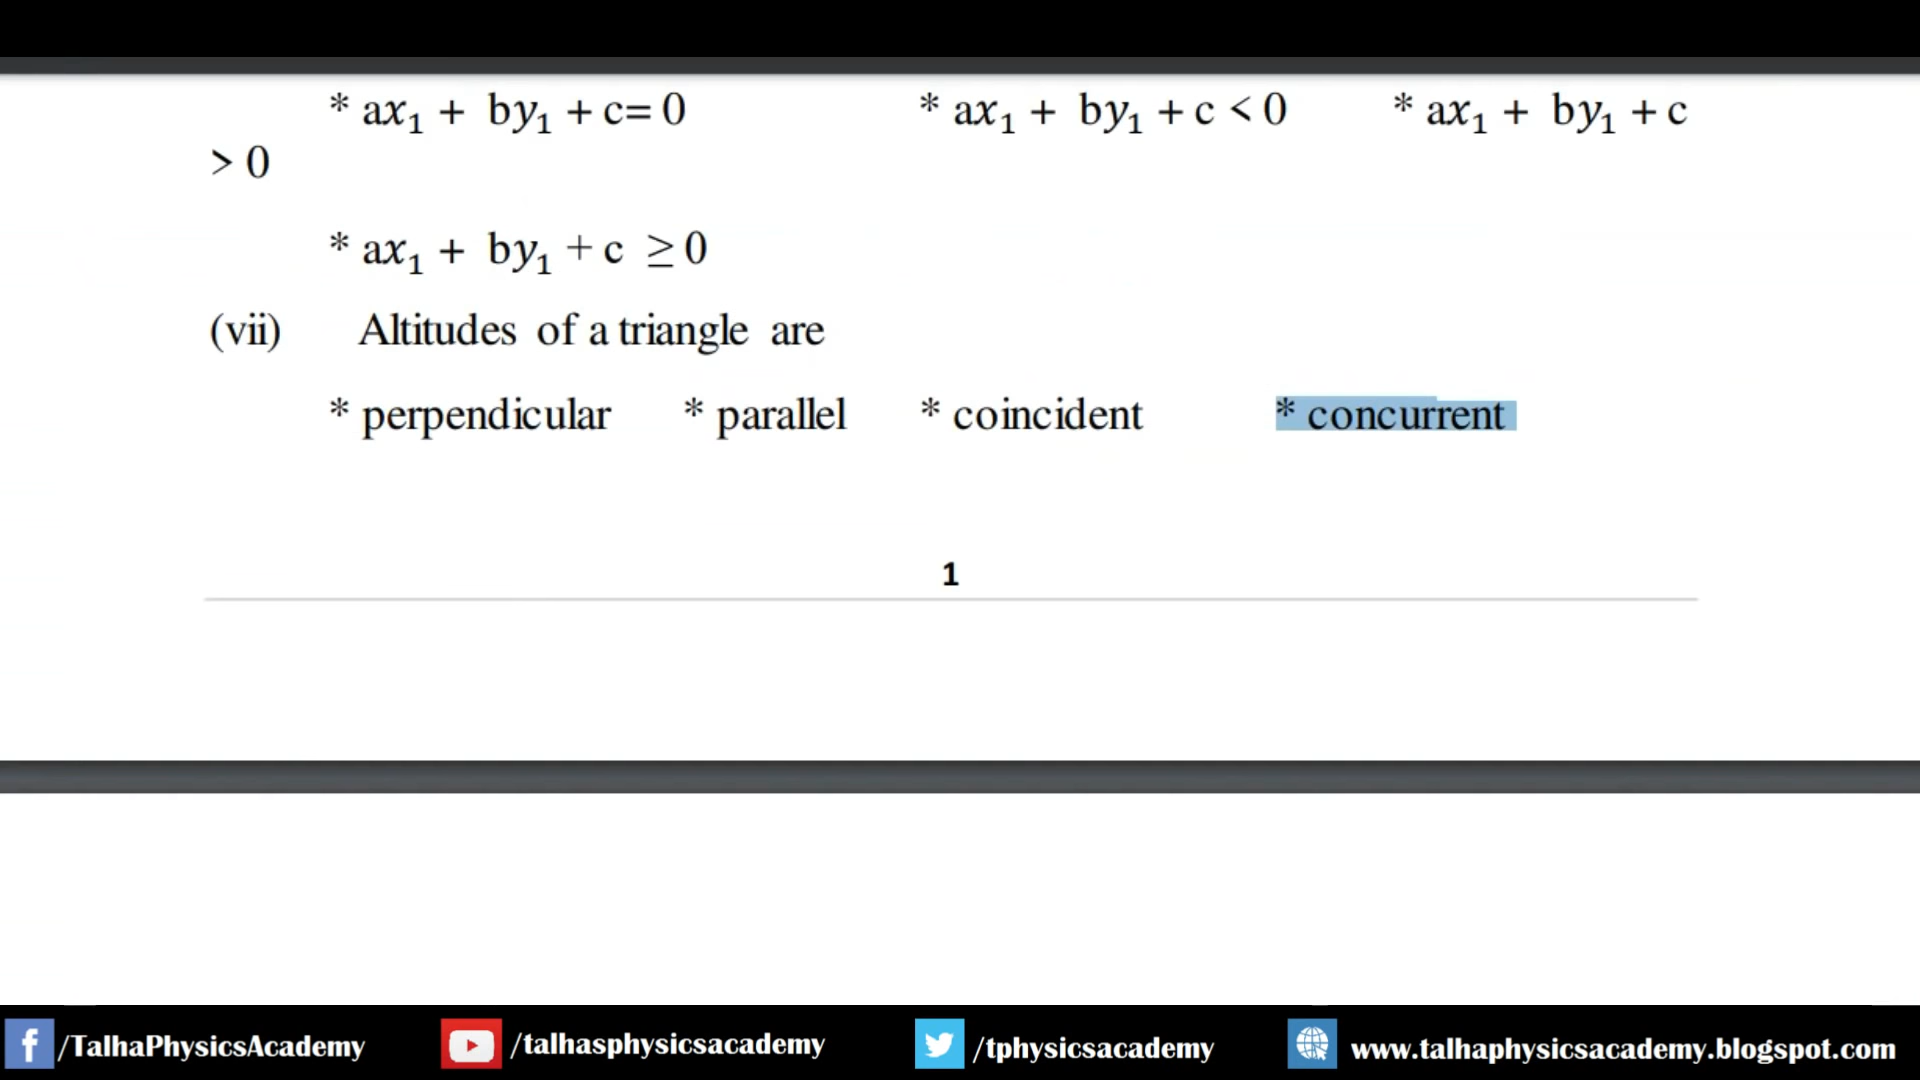 * ax₁ + by₁ + c= 0 * ax₁ + by₁ + c < 0 * ax₁ + by₁ + c
> 0
* ax₁ + by₁ + c ≥ 0
(vii) Altitudes of a triangle are
* perpendicular * parallel * coincident * concurrent
1
/TalhaPhysicsAcademy /talhasphysicsacademy /tphysicsacademy www.talhaphysicsacademy.blogspot.com